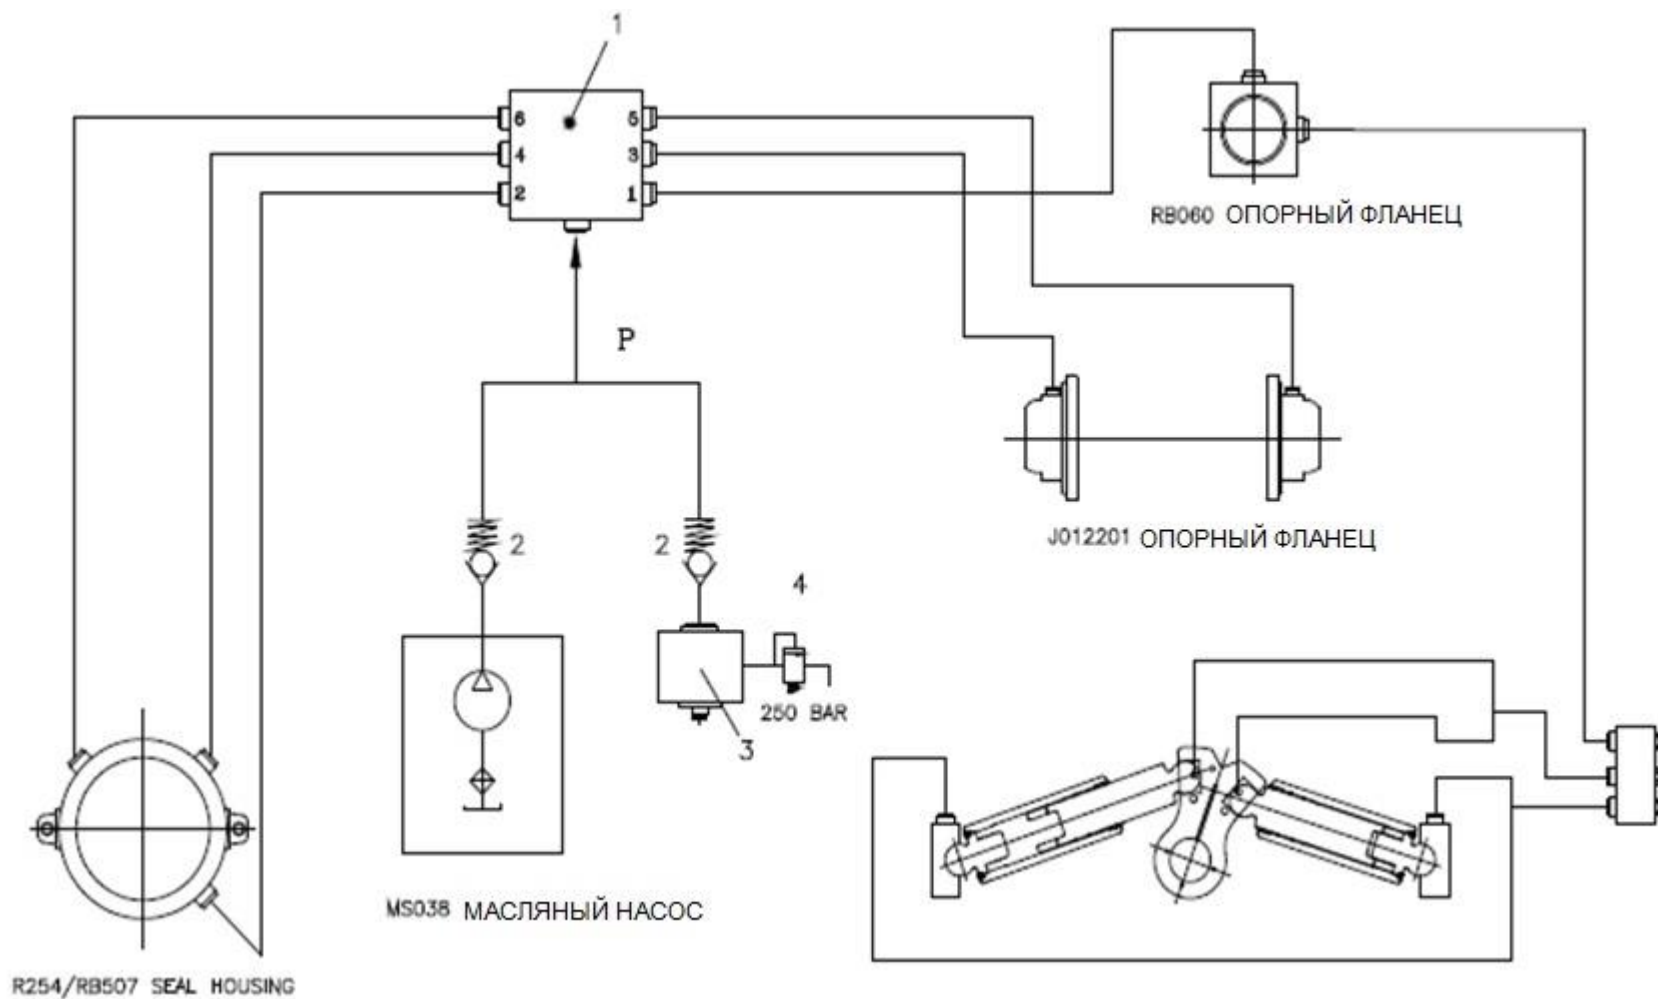 1
6 5
4 3
2 1
RB060 ОПОРНЫЙ ФЛАНЕЦ
P
2 2
J012201 ОПОРНЫЙ ФЛАНЕЦ
4
250 BAR
3
MS038 МАСЛЯНЫЙ НАСОС
R254/RB507 SEAL HOUSING